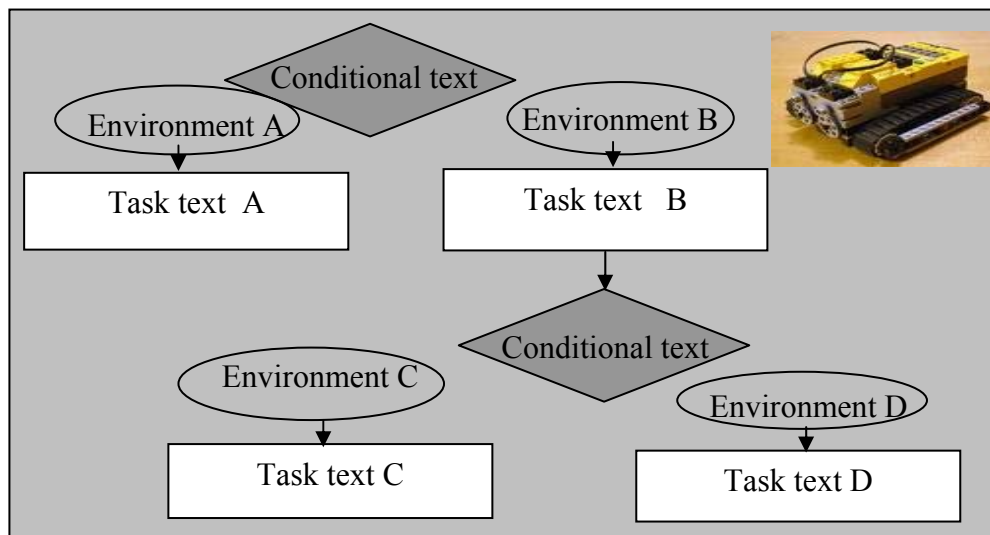 Conditional text
Environment A
Environment B
Task text A
Task text B
Conditional text
Environment C
Environment D
Task text C
Task text D